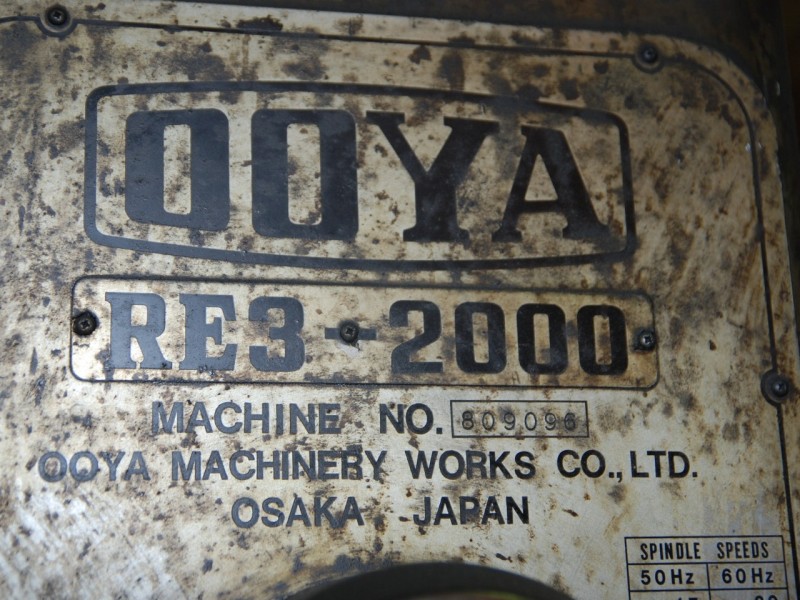 OOYA
RE3-2000
MACHINE NO. 809096
OOYA MACHINERY WORKS CO., LTD.
OSAKA JAPAN
SPINDLE SPEEDS
50Hz 60Hz